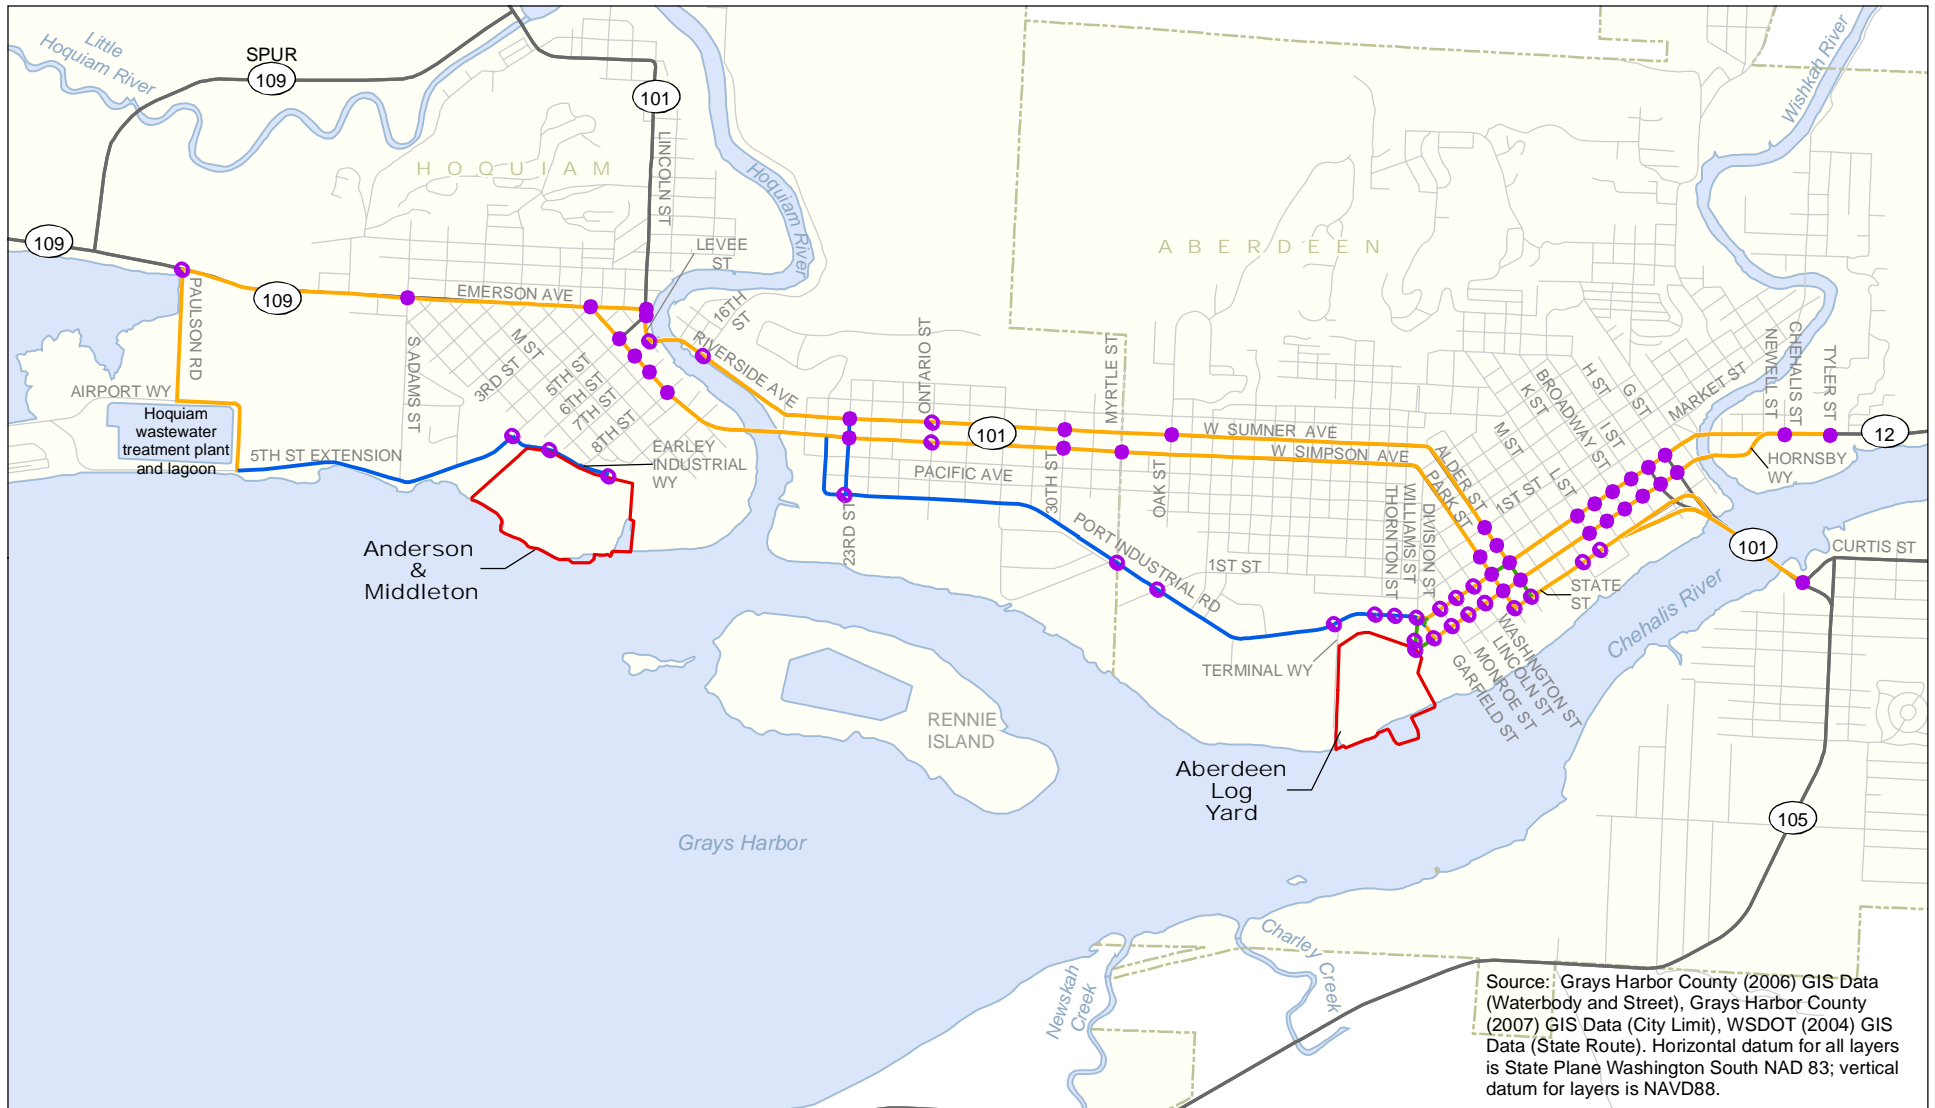 Little
Hoquiam River
SPUR
109
101
LINCOLN ST
HOQUIAM
Hoquiam River
Wishkah River
ABERDEEN
109
109
LEVEE
ST
EMERSON AVE
16TH
ST
RIVERSIDE AVE
PAULSON RD
S ADAMS ST
M ST
3RD ST
5TH ST
6TH ST
7TH ST
8TH ST
AIRPORT WY
Hoquiam
wastewater
treatment plant
and lagoon
5TH ST EXTENSION
EARLEY
INDUSTRIAL
WY
ONTARIO ST
MYRTLE ST
101
W SUMNER AVE
W SIMPSON AVE
PACIFIC AVE
23RD ST
30TH ST
OAK ST
PORT INDUSTRIAL RD
1ST ST
THORNTON ST
WILLIAMS ST
DIVISION ST
ALDER ST
PARK ST
1ST ST
M ST
L ST
K ST
BROADWAY ST
I ST
H ST
G ST
MARKET ST
NEWELL ST
CHEHALIS ST
TYLER ST
12
HORNSBY
WY
101
CURTIS ST
STATE
ST
Chehalis River
WASHINGTON ST
LINCOLN ST
MONROE ST
GARFIELD ST
TERMINAL WY
Anderson
&
Middleton
RENNIE
ISLAND
Aberdeen
Log
Yard
Grays Harbor
105
Newskah
Creek
Charley Creek
Source: Grays Harbor County (2006) GIS Data
(Waterbody and Street), Grays Harbor County
(2007) GIS Data (City Limit), WSDOT (2004) GIS
Data (State Route). Horizontal datum for all layers
is State Plane Washington South NAD 83; vertical
datum for layers is NAVD88.